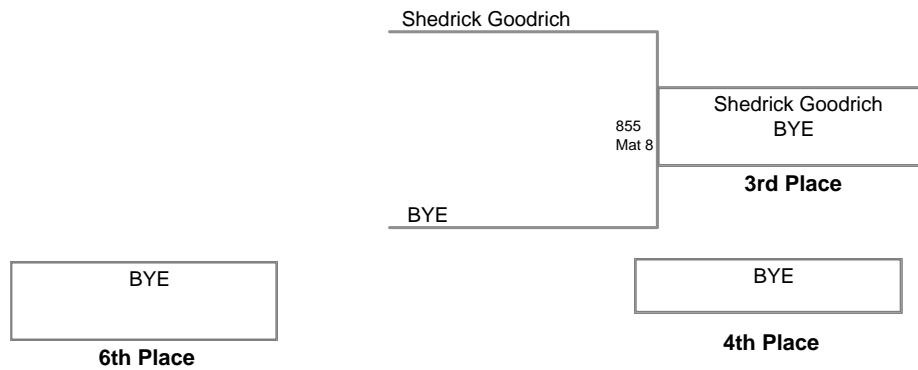 Shedrick Goodrich
855
Mat 8
Shedrick Goodrich
BYE
3rd Place
BYE
BYE
6th Place
BYE
4th Place